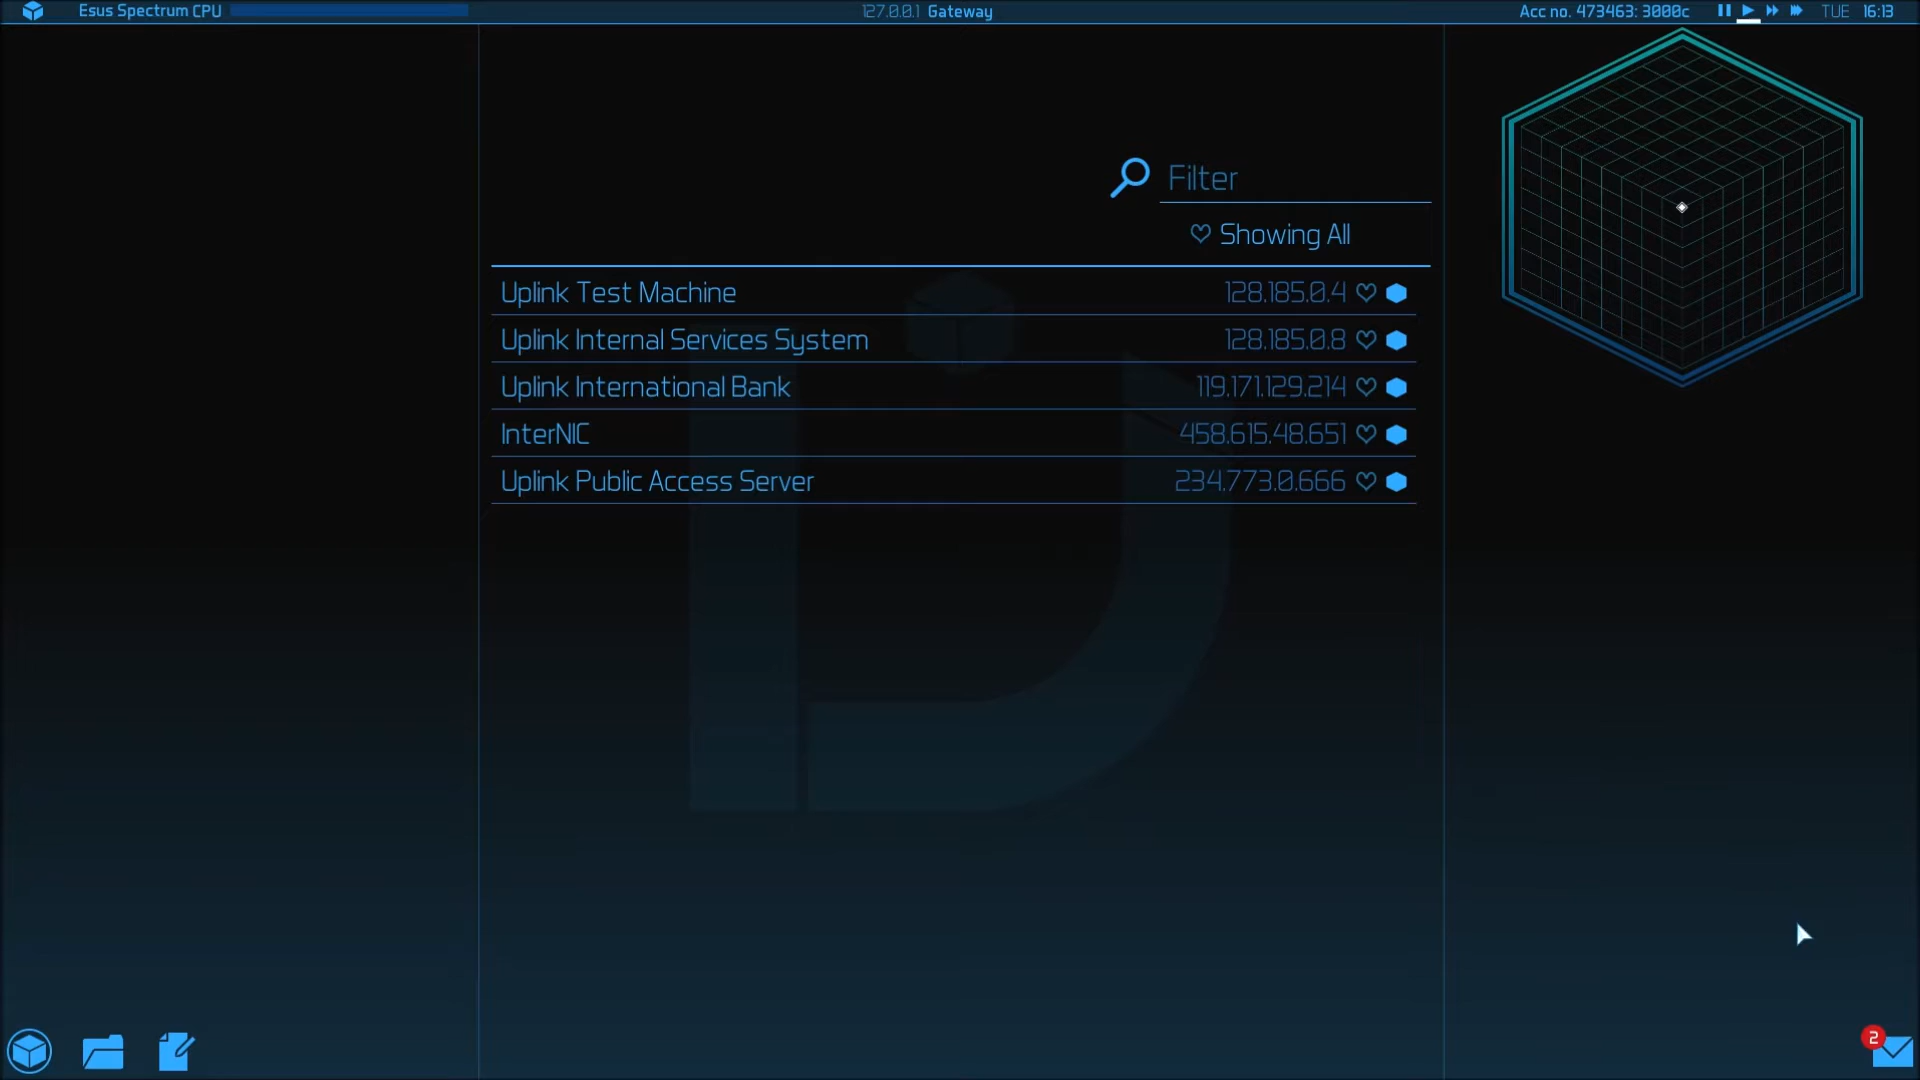 Esus Spectrum CPU
127.0.0.1 Gateway
Acc no. 473463: 3000c
TUE 16:13
Filter
Showing All
Uplink Test Machine 128.185.0.4
Uplink Internal Services System 128.185.0.8
Uplink International Bank 119.171.129.214
InterNIC 458.615.48.651
Uplink Public Access Server 234.773.0.666
2